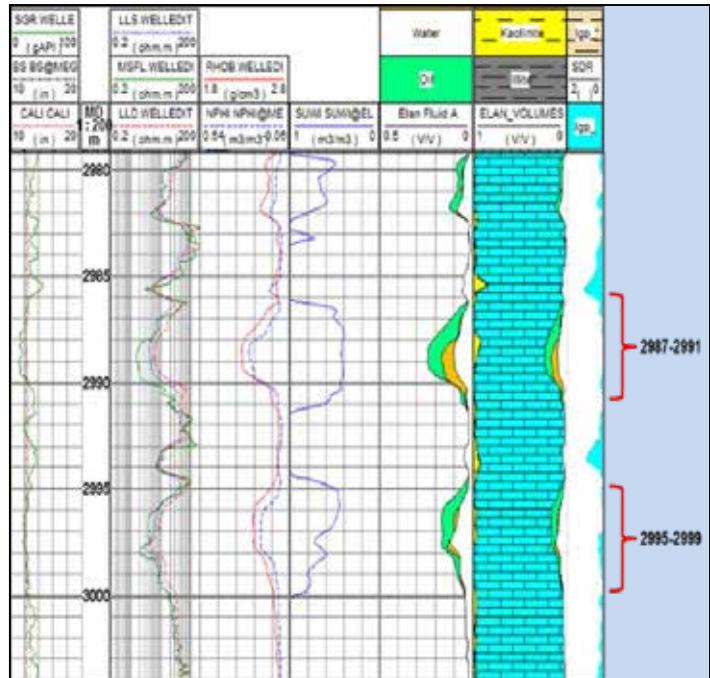 SGR WELLE
0 (gAPI) 100
BS BS@MEG
10 (in) 20
CALI CALI
10 (in) 20
MD
1:200
m
LLS WELLEDIT
0.2 (ohm.m) 200
MSFL WELLEDI
0.2 (ohm.m) 200
LLD WELLEDIT
0.2 (ohm.m) 200
RHOB WELLEDI
1.8 (g/cm3) 2.8
NPHI NPHI@ME
(m3/m3)
SUWI SUWI@EL
1 (m3/m3) 0
Water
Oil
Elan Fluid A
0.5 (V/V) 0
Kaolinite
Illite
ELAN_VOLUMES
1 (V/V) 0
SDR
2 ( ) 0
2980
2985
2990
2995
3000
2987-2991
2995-2999